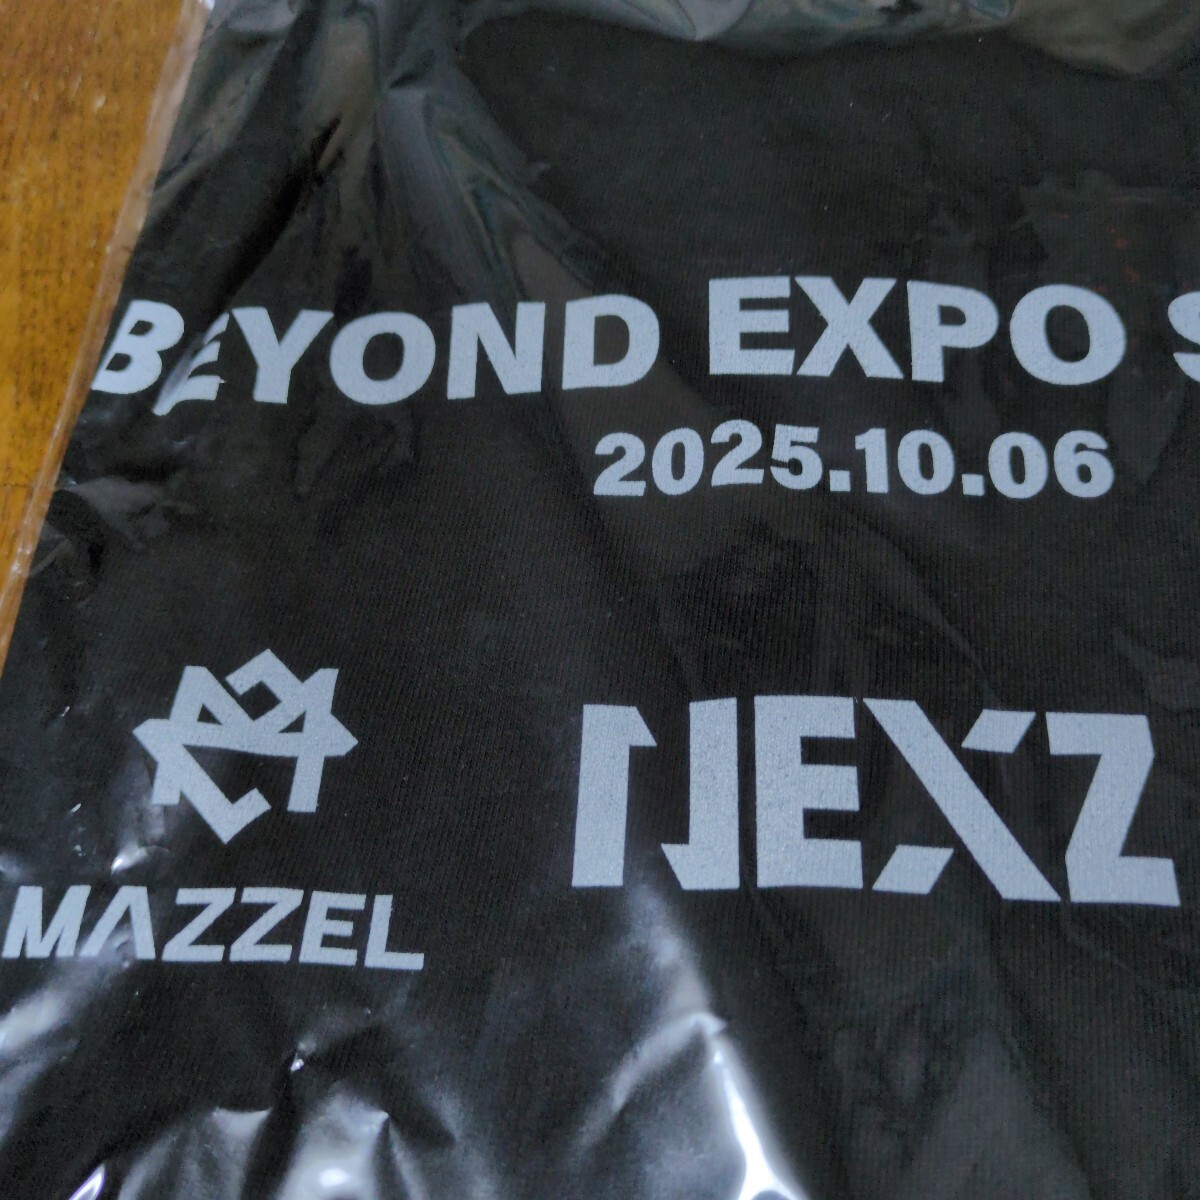 BEYOND EXPO S
2025.10.06
MAZZEL
NEXZ